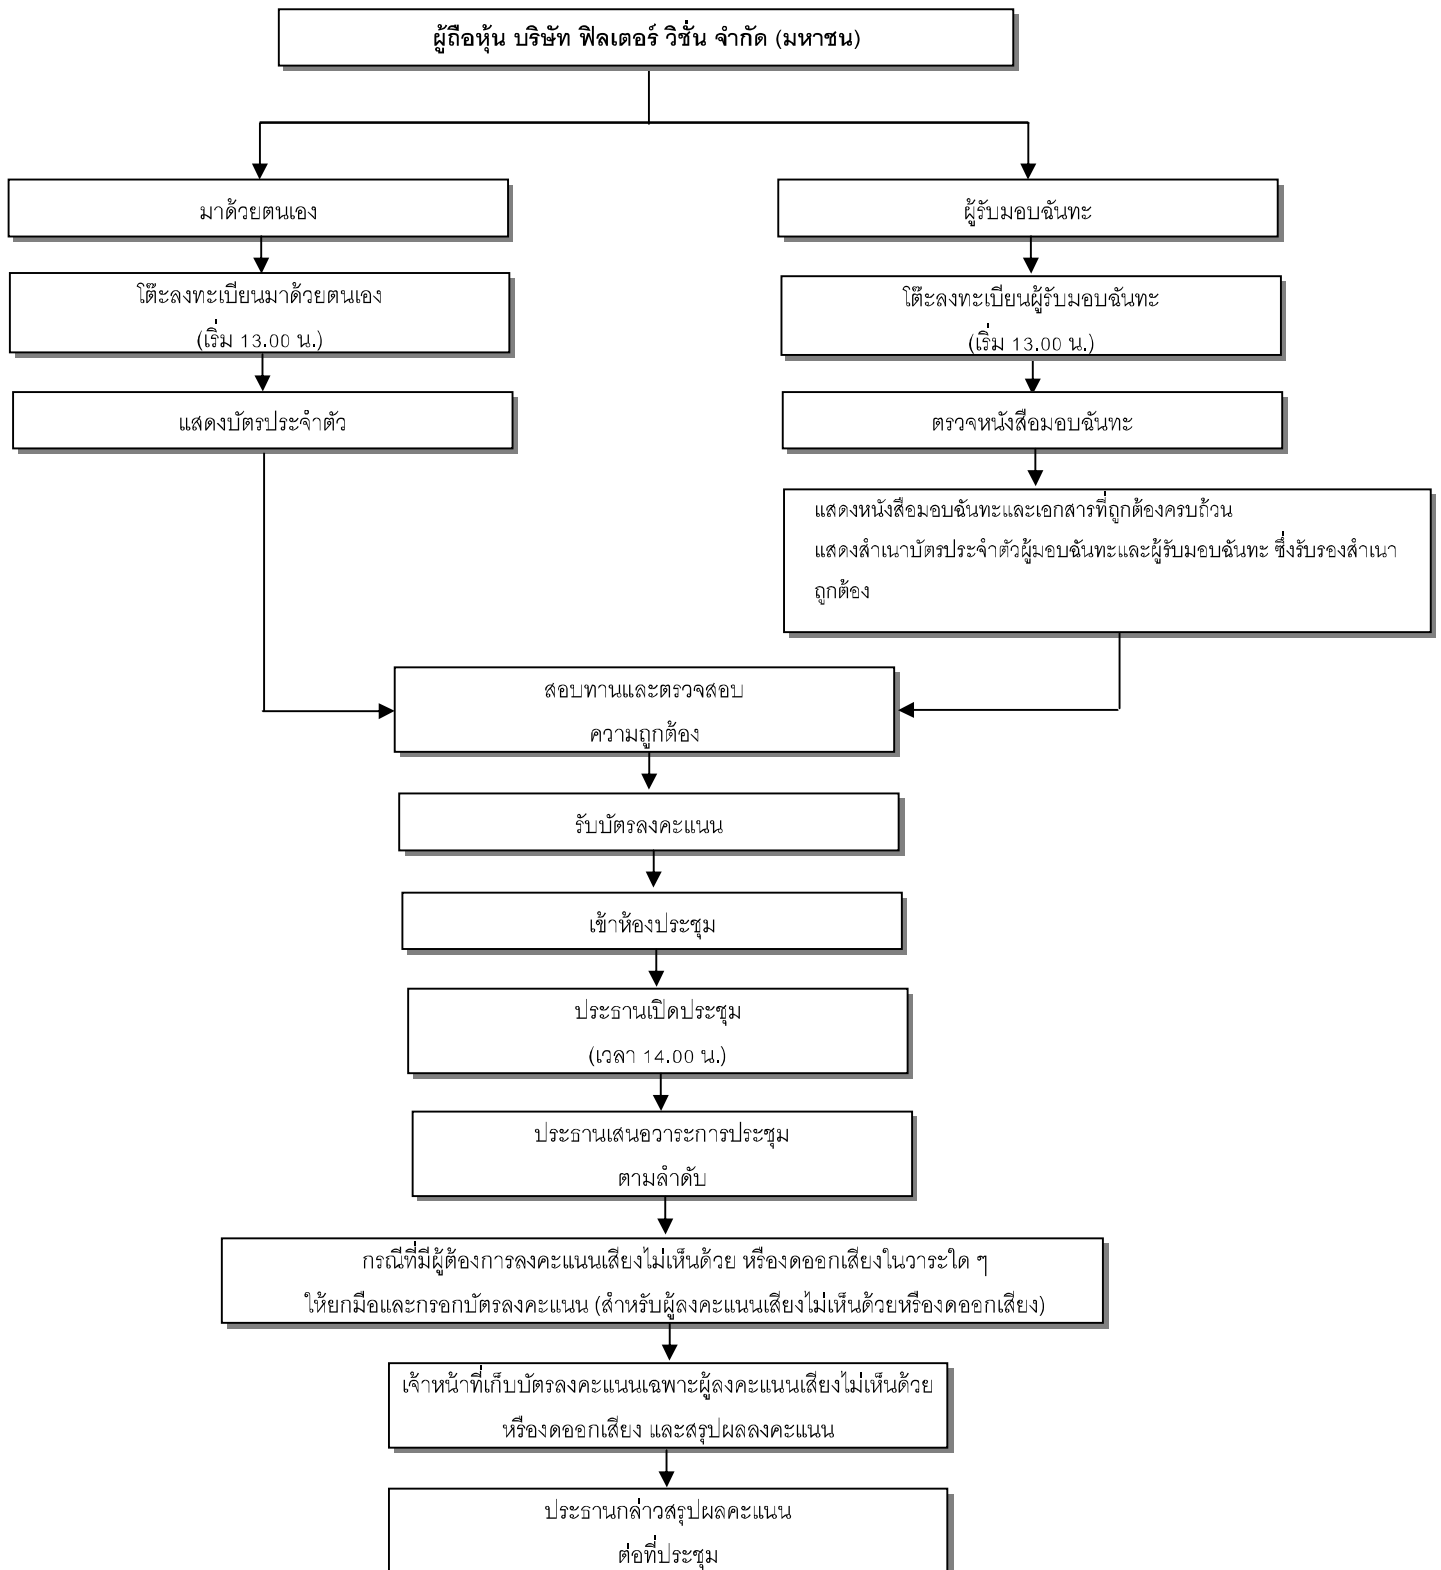 ผู้ถือหุ้น บริษัท ฟิลเตอร์ วิชั่น จำกัด (มหาชน)
มาด้วยตนเอง
ผู้รับมอบฉันทะ
โต๊ะลงทะเบียนมาด้วยตนเอง
(เริ่ม 13.00 น.)
โต๊ะลงทะเบียนผู้รับมอบฉันทะ
(เริ่ม 13.00 น.)
แสดงบัตรประจำตัว
ตรวจหนังสือมอบฉันทะ
แสดงหนังสือมอบฉันทะและเอกสารที่ถูกต้องครบถ้วน
แสดงสำเนาบัตรประจำตัวผู้มอบฉันทะและผู้รับมอบฉันทะ ซึ่งรับรองสำเนา
ถูกต้อง
สอบทานและตรวจสอบ
ความถูกต้อง
รับบัตรลงคะแนน
เข้าห้องประชุม
ประธานเปิดประชุม
(เวลา 14.00 น.)
ประธานเสนอวาระการประชุม
ตามลำดับ
กรณีที่มีผู้ต้องการลงคะแนนเสียงไม่เห็นด้วย หรืองดออกเสียงในวาระใด ๆ
ให้ยกมือและกรอกบัตรลงคะแนน (สำหรับผู้ลงคะแนนเสียงไม่เห็นด้วยหรืองดออกเสียง)
เจ้าหน้าที่เก็บบัตรลงคะแนนเฉพาะผู้ลงคะแนนเสียงไม่เห็นด้วย
หรืองดออกเสียง และสรุปผลลงคะแนน
ประธานกล่าวสรุปผลคะแนน
ต่อที่ประชุม